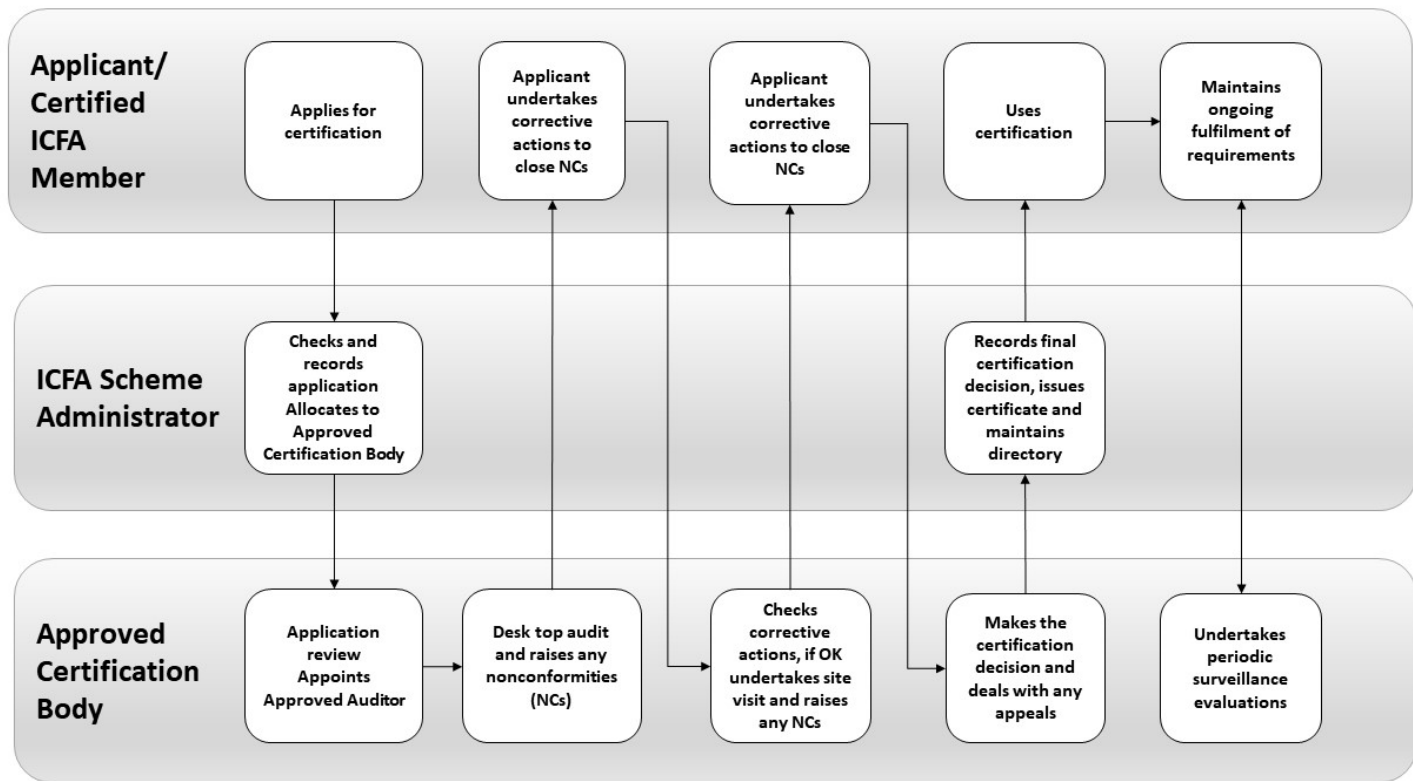 Applicant/
Certified
ICFA
Member
Applies for
certification
Applicant
undertakes
corrective
actions to
close NCs
Applicant
undertakes
corrective
actions to close
NCs
Uses
certification
Maintains
ongoing
fulfilment of
requirements
ICFA Scheme
Administrator
Checks and
records
application
Allocates to
Approved
Certification Body
Records final
certification
decision, issues
certificate and
maintains
directory
Approved
Certification
Body
Application
review
Appoints
Approved Auditor
Desk top audit
and raises any
nonconformities
(NCs)
Checks
corrective
actions, if OK
undertakes site
visit and raises
any NCs
Makes the
certification
decision and
deals with any
appeals
Undertakes
periodic
surveillance
evaluations